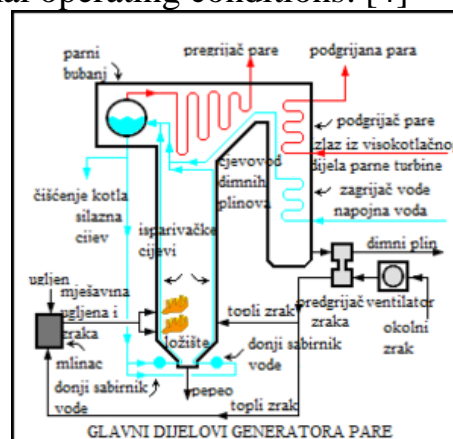 nal operating conditions. [4]
parni
bubanj
pregrijač pare
podgrijana para
podgrijač pare
izlaz iz visokotlačnog
dijela parne turbine
zagrijač vode
napojna voda
cjevovod
dimnih
plinova
čišćenje kotla
silazna
cijev
isparivačke
cijevi
dimni plin
ugljen
mješavina
ugljena i
zraka
topli zrak
predgrijač
zraka
ventilator
okolni
zrak
ložište
mlinac
donji sabirnik
vode
donji sabirnik
vode
pepeo
topli zrak
GLAVNI DIJELOVI GENERATORA PARE